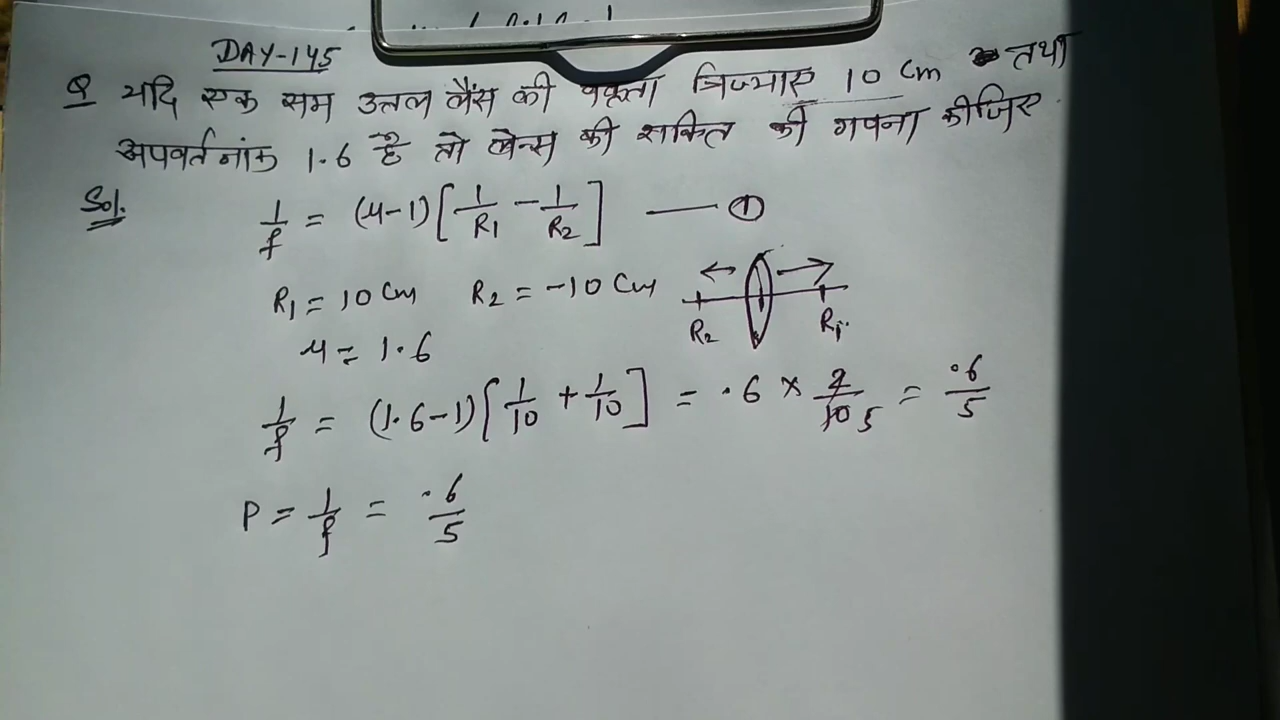 DAY-145
Q यदि एक सम उत्तल लैंस की वक्रता त्रिज्याए 10 cm तथा
अपवर्तनांक 1.6 है तो लेन्स की शक्ति की गणना कीजिए
Sol. 1/f = (μ-1)[1/R1 - 1/R2] —— ①
R1 = 10 cm R2 = -10 cm
R2 R1
μ = 1.6
1/f = (1.6-1)[1/10 + 1/10] = .6 × 2/10 5 = .6/5
P = 1/f = .6/5